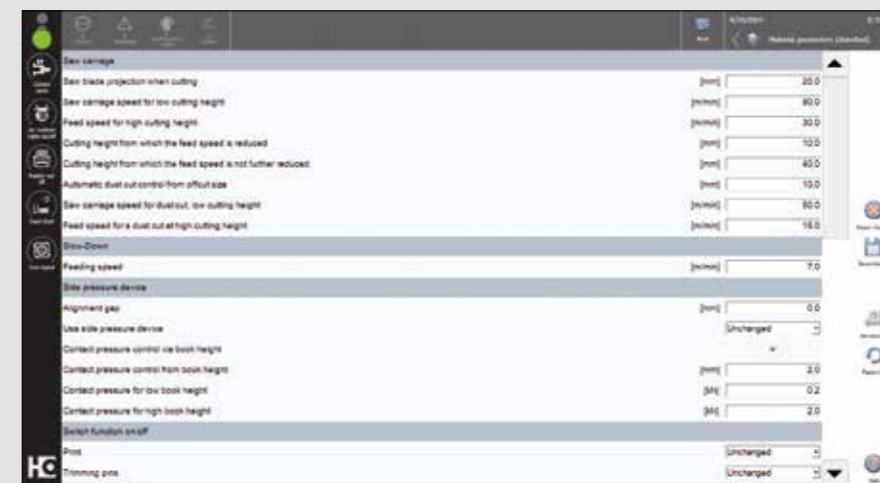 Material parameters (standard)
Saw carriage
Saw blade projection when cutting [mm] 20.0
Saw carriage speed for low cutting height [m/min] 80.0
Feed speed for high cutting height [m/min] 30.0
Cutting height from which the feed speed is reduced [mm] 10.0
Cutting height from which the feed speed is not further reduced [mm] 40.0
Automatic dust cut control from offcut size [mm] 10.0
Saw carriage speed for dust cut, low cutting height [m/min] 50.0
Feed speed for a dust cut at high cutting height [m/min] 15.0
Slow-Down
Feeding speed [m/min] 7.0
Side pressure device
Alignment gap [mm] 0.0
Use side pressure device Unchanged
Contact pressure control via book height
Contact pressure control from book height [mm] 2.0
Contact pressure for low book height [kN] 0.2
Contact pressure for high book height [kN] 2.0
Switch function on/off
Print Unchanged
Trimming pins Unchanged